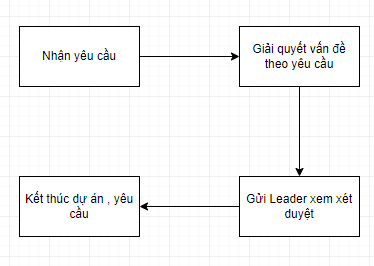 Nhận yêu cầu
Giải quyết vấn đề
theo yêu cầu
Gửi Leader xem xét
duyệt
Kết thúc dự án , yêu
cầu